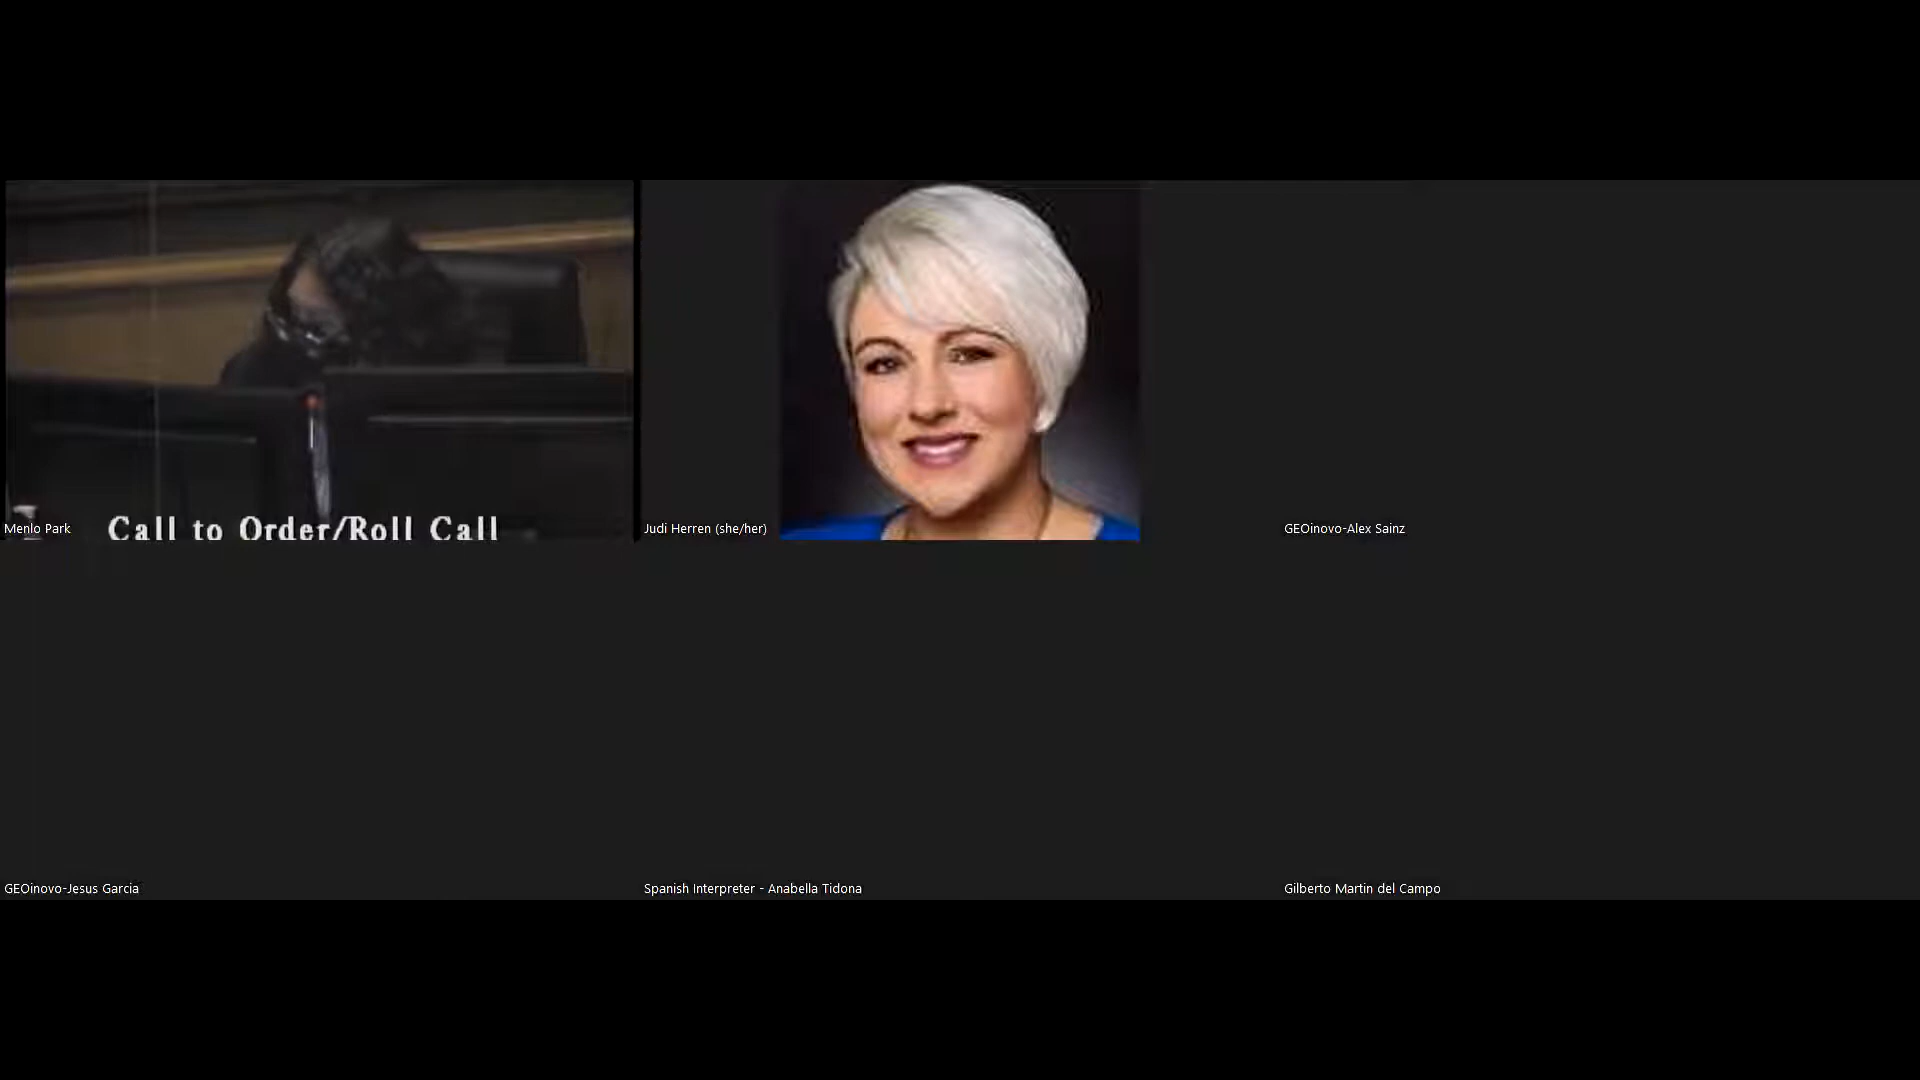 Menlo Park
Call to Order/Roll Call
Judi Herren (she/her)
GEOinovo-Alex Sainz
GEOinovo-Jesus Garcia
Spanish Interpreter - Anabella Tidona
Gilberto Martin del Campo